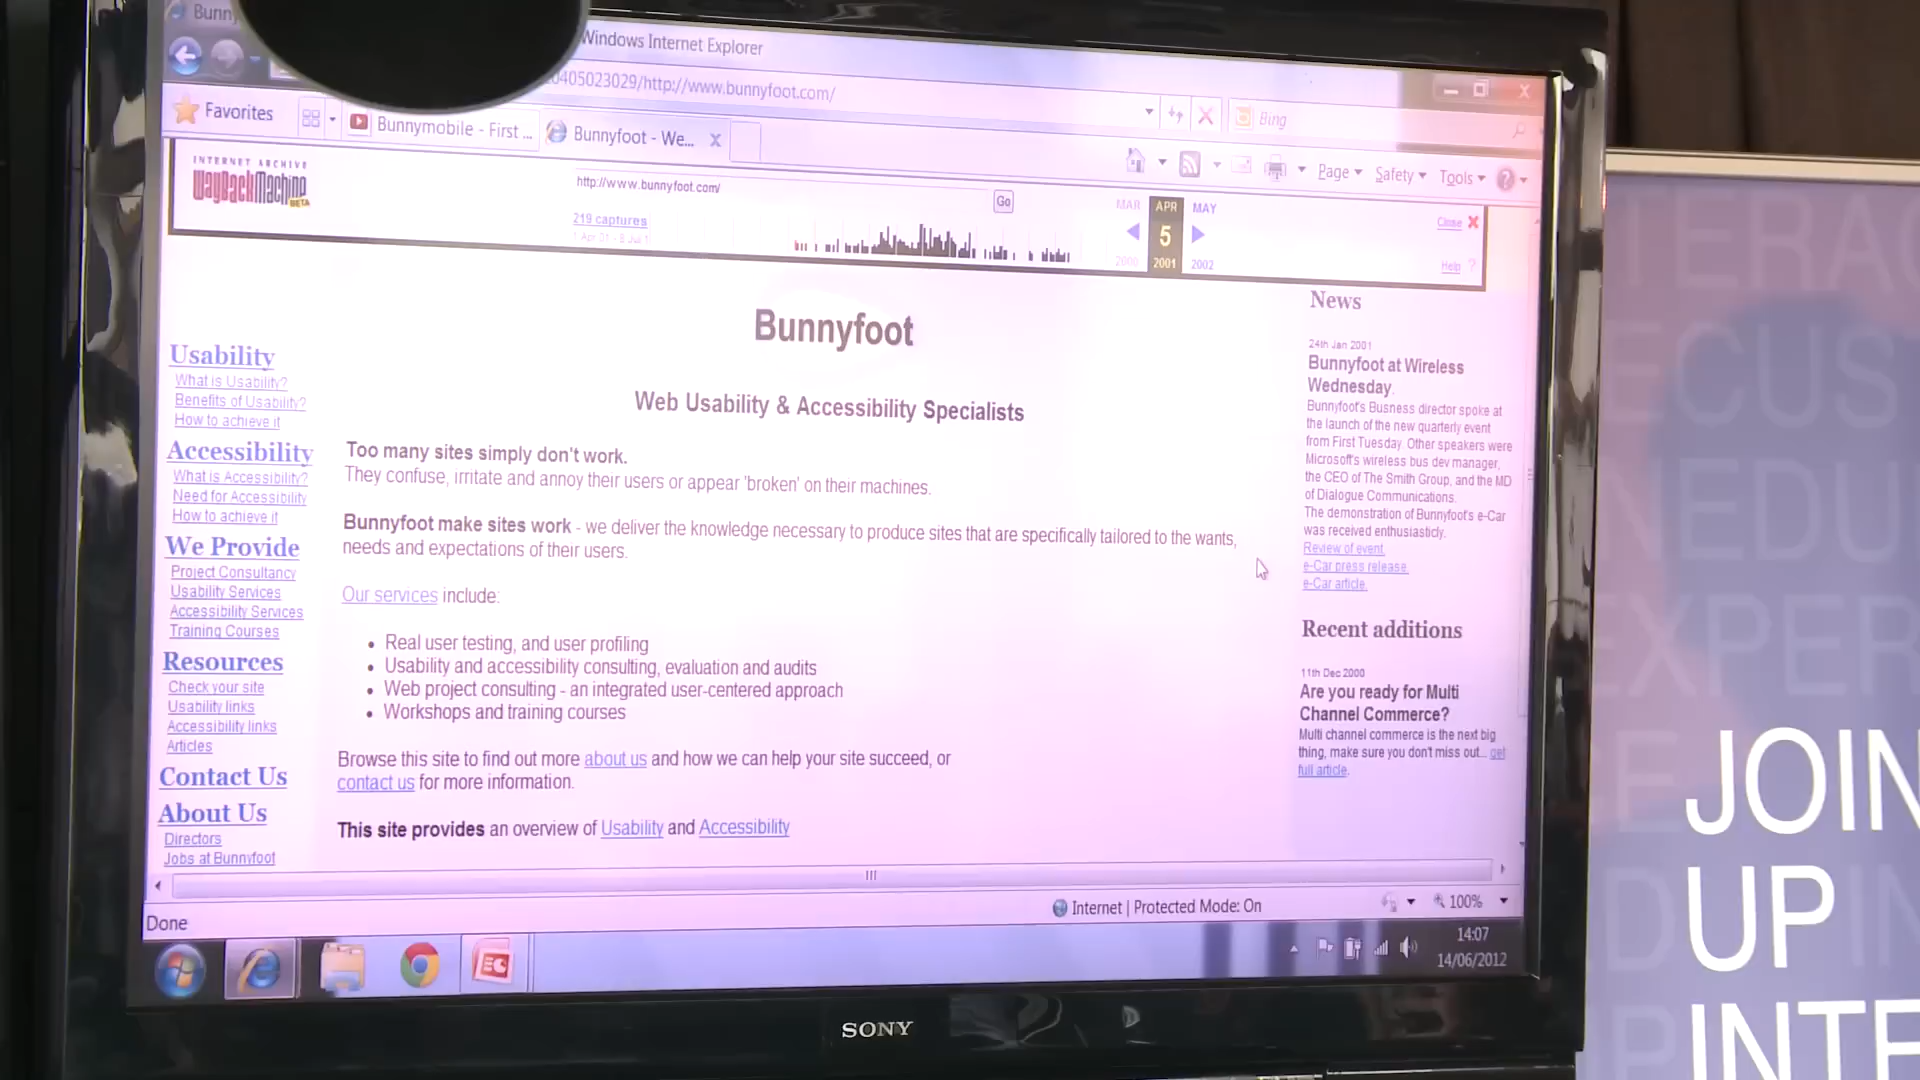 Bunny
Windows Internet Explorer
0405023029/http://www.bunnyfoot.com/
Bing
Favorites
Bunnymobile - First ...
Bunnyfoot - We...
Page
Safety
Tools
INTERNET ARCHIVE
WayBackMachine
BETA
http://www.bunnyfoot.com/
Go
219 captures
MAR APR MAY
5
2000 2001 2002
Close
Help ?
Bunnyfoot
Web Usability & Accessibility Specialists
Usability
What is Usability?
Benefits of Usability?
How to achieve it
Accessibility
What is Accessibility?
Need for Accessibility
How to achieve it
We Provide
Project Consultancy
Usability Services
Accessibility Services
Training Courses
Resources
Check your site
Usability links
Accessibility links
Articles
Contact Us
About Us
Directors
Jobs at Bunnyfoot
Too many sites simply don't work.
They confuse, irritate and annoy their users or appear 'broken' on their machines.
Bunnyfoot make sites work - we deliver the knowledge necessary to produce sites that are specifically tailored to the wants,
needs and expectations of their users.
Our services include:
Real user testing, and user profiling
Usability and accessibility consulting, evaluation and audits
Web project consulting - an integrated user-centered approach
Workshops and training courses
Browse this site to find out more about us and how we can help your site succeed, or
contact us for more information.
This site provides an overview of Usability and Accessibility
News
24th Jan 2001
Bunnyfoot at Wireless
Wednesday.
Bunnyfoot's Busness director spoke at
the launch of the new quarterly event
from First Tuesday. Other speakers were
Microsoft's wireless bus dev manager,
the CEO of The Smith Group, and the MD
of Dialogue Communications.
The demonstration of Bunnyfoot's e-Car
was received enthusiasticly.
Review of event.
e-Car press release.
e-Car article.
Recent additions
11th Dec 2000
Are you ready for Multi
Channel Commerce?
Multi channel commerce is the next big
thing, make sure you don't miss out... get
full article.
Done
Internet | Protected Mode: On
100%
14:07
14/06/2012
SONY
TERAC
OCUS
NEDU
EXPER
JOIN
UP
INTE